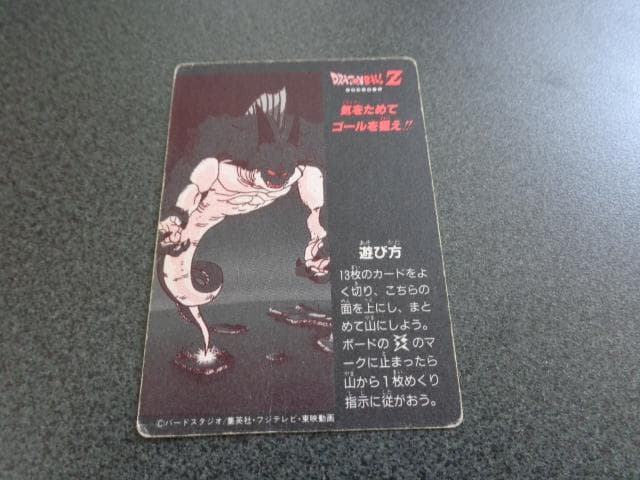 DRAGONBALL Z
気をためて
ゴールを狙え!!
遊び方
13枚のカードをよ
く切り、こちらの
面を上にし、まと
めて山にしよう。
ボードの のマ
ークに止まったら
山から1枚めくり
指示に従がおう。
©バードスタジオ/集英社・フジテレビ・東映動画